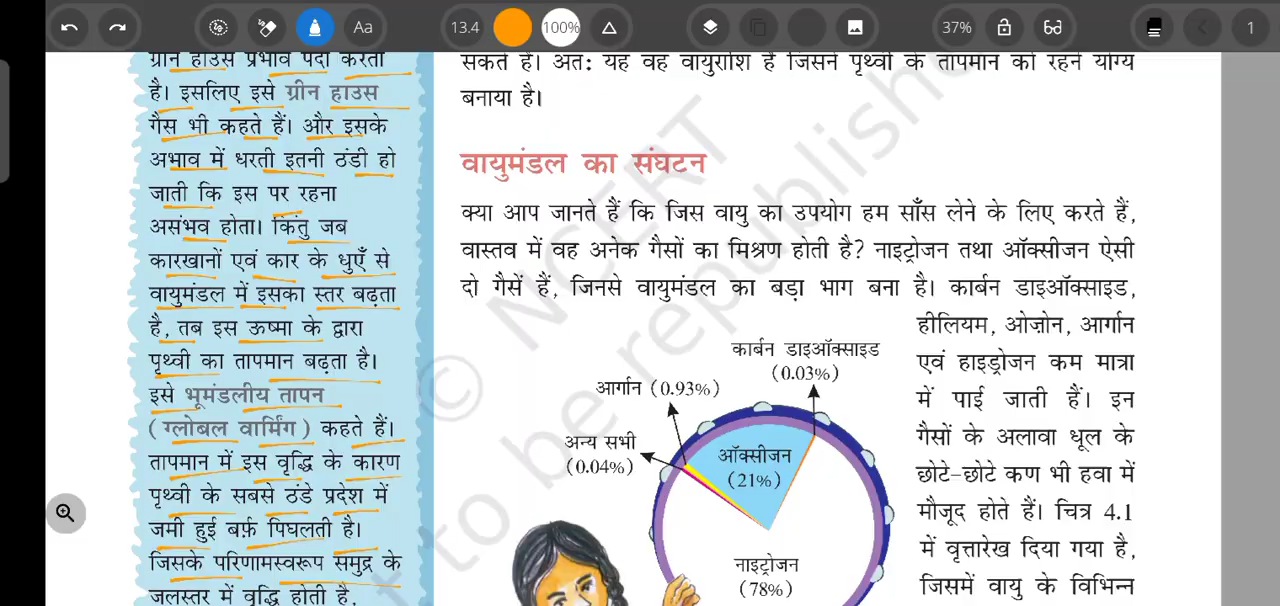 Aa
13.4
100%
37%
1
ग्रीन हाउस प्रभाव पैदा करता
है। इसलिए इसे ग्रीन हाउस
गैस भी कहते हैं। और इसके
अभाव में धरती इतनी ठंडी हो
जाती कि इस पर रहना
असंभव होता। किंतु जब
कारखानों एवं कार के धुएँ से
वायुमंडल में इसका स्तर बढ़ता
है, तब इस ऊष्मा के द्वारा
पृथ्वी का तापमान बढ़ता है।
इसे भूमंडलीय तापन
(ग्लोबल वार्मिंग) कहते हैं।
तापमान में इस वृद्धि के कारण
पृथ्वी के सबसे ठंडे प्रदेश में
जमी हुई बर्फ़ पिघलती है।
जिसके परिणामस्वरूप समुद्र के
जलस्तर में वृद्धि होती है,
सकते हैं। अतः यह वह वायुराशि है जिसने पृथ्वी के तापमान को रहने योग्य
बनाया है।
वायुमंडल का संघटन
क्या आप जानते हैं कि जिस वायु का उपयोग हम साँस लेने के लिए करते हैं,
वास्तव में वह अनेक गैसों का मिश्रण होती है? नाइट्रोजन तथा ऑक्सीजन ऐसी
दो गैसें हैं, जिनसे वायुमंडल का बड़ा भाग बना है। कार्बन डाइऑक्साइड,
हीलियम, ओज़ोन, आर्गान
एवं हाइड्रोजन कम मात्रा
में पाई जाती हैं। इन
गैसों के अलावा धूल के
छोटे-छोटे कण भी हवा में
मौजूद होते हैं। चित्र 4.1
में वृत्तारेख दिया गया है,
जिसमें वायु के विभिन्न
कार्बन डाइऑक्साइड
(0.03%)
आर्गान (0.93%)
अन्य सभी
(0.04%)
ऑक्सीजन
(21%)
नाइट्रोजन
(78%)
© NCERT
to be republished